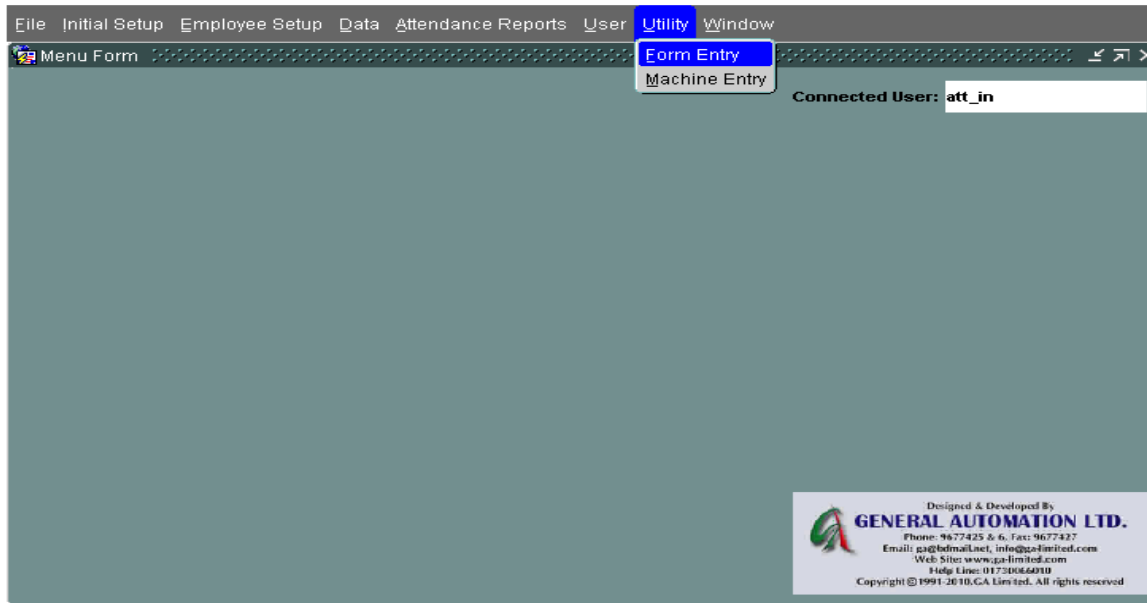 File Initial Setup Employee Setup Data Attendance Reports User Utility Window
Menu Form
Form Entry
Machine Entry
Connected User: att_in
Designed & Developed By
GENERAL AUTOMATION LTD.
Phone: 9677425 & 6, Fax: 9677427
Email: ga@bdmail.net, info@ga-limited.com
Web Site: www.ga-limited.com
Help Line: 01730066010
Copyright © 1991-2010.GA Limited. All rights reserved